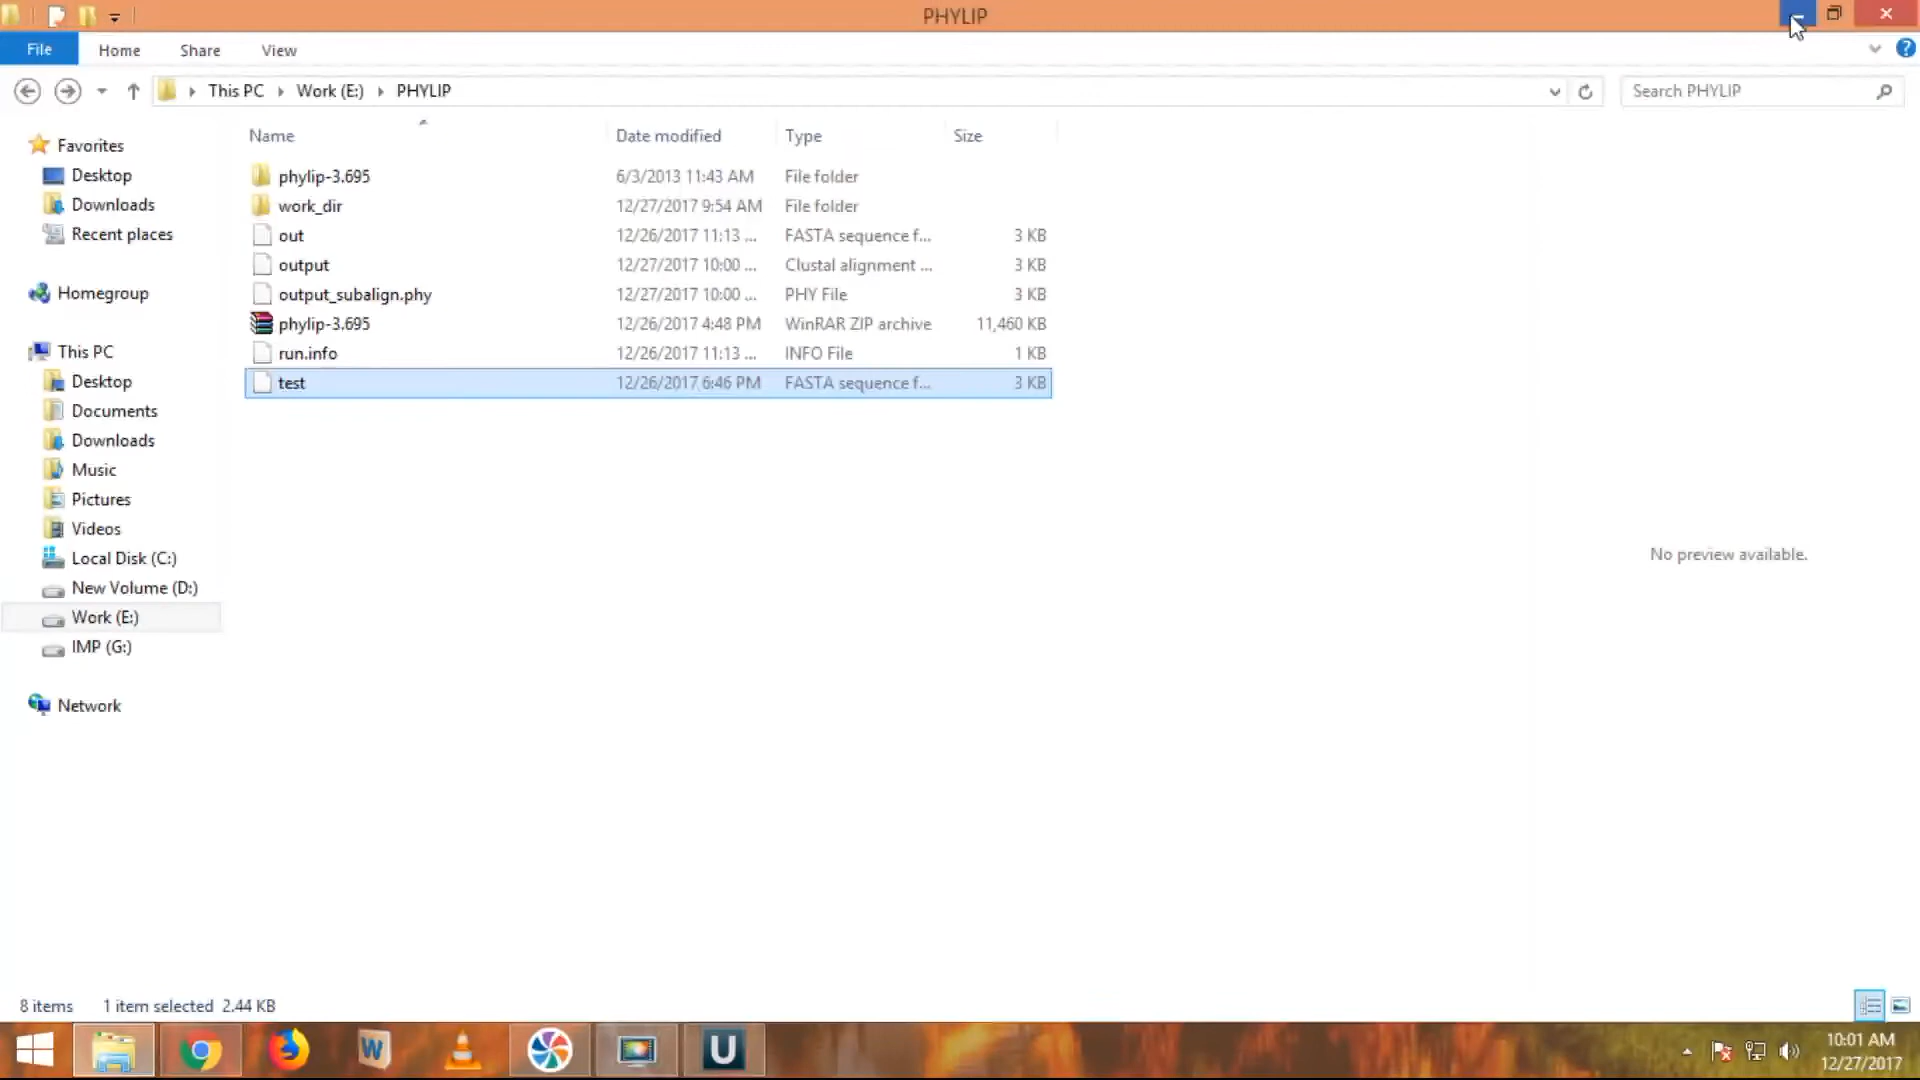 PHYLIP
File Home Share View
This PC Work (E:) PHYLIP
Search PHYLIP
Name Date modified Type Size
phylip-3.695 6/3/2013 11:43 AM File folder
work_dir 12/27/2017 9:54 AM File folder
out 12/26/2017 11:13 ... FASTA sequence f... 3 KB
output 12/27/2017 10:00 ... Clustal alignment ... 3 KB
output_subalign.phy 12/27/2017 10:00 ... PHY File 3 KB
phylip-3.695 12/26/2017 4:48 PM WinRAR ZIP archive 11,460 KB
run.info 12/26/2017 11:13 ... INFO File 1 KB
test 12/26/2017 6:46 PM FASTA sequence f... 3 KB
Favorites
Desktop
Downloads
Recent places
Homegroup
This PC
Desktop
Documents
Downloads
Music
Pictures
Videos
Local Disk (C:)
New Volume (D:)
Work (E:)
IMP (G:)
Network
No preview available.
8 items 1 item selected 2.44 KB
10:01 AM
12/27/2017